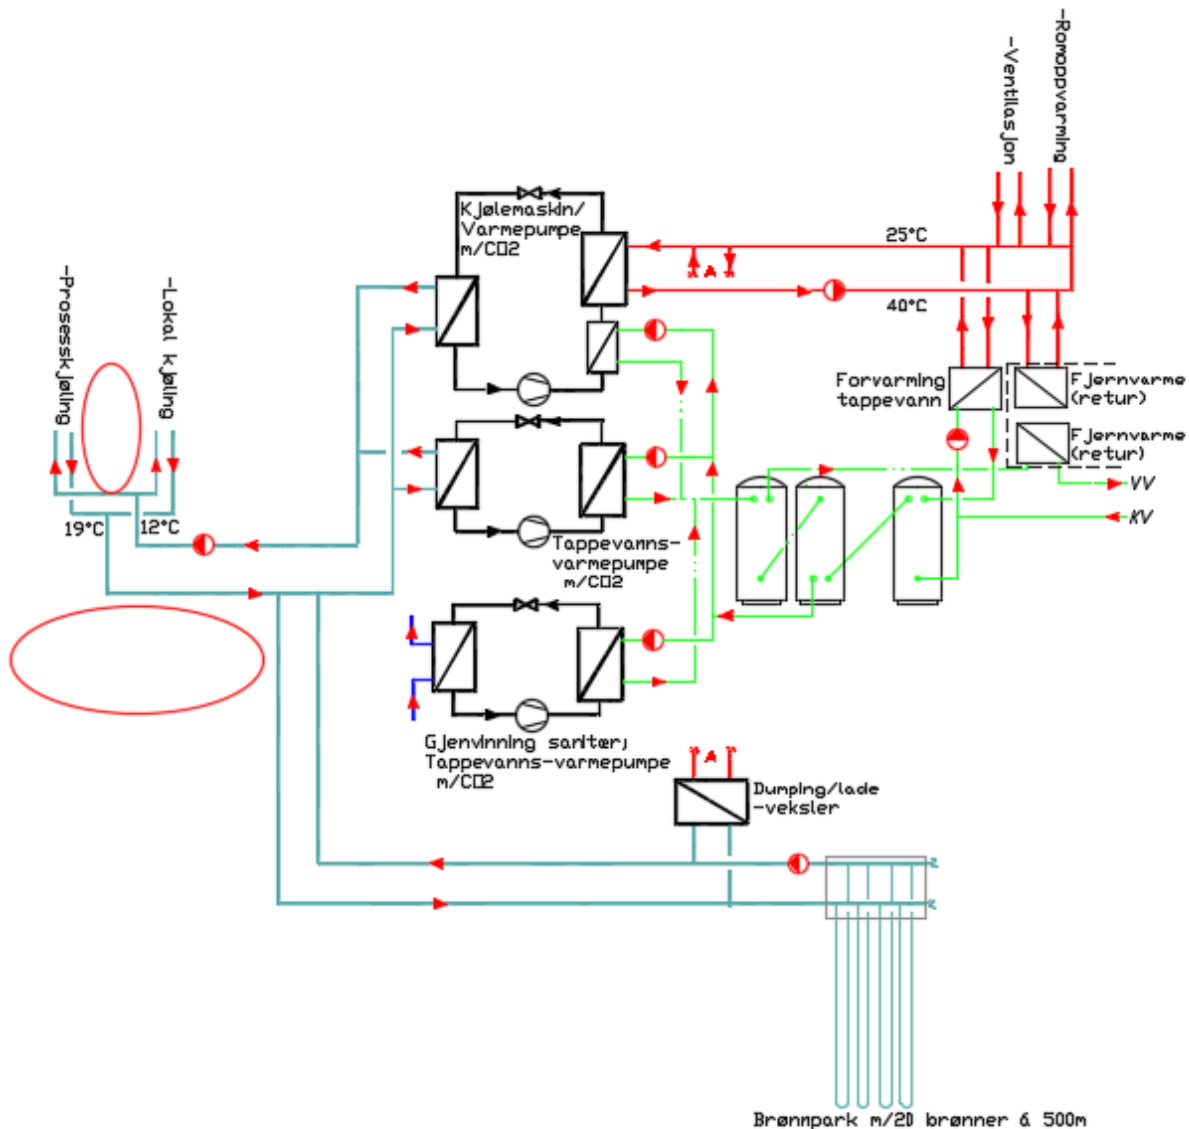 -Ventilasjon
-Romoppvarming
Kjølemaskin/
Varmepumpe
m/CO2
25°C
A
40°C
-Prosesskjøling
-Lokal kjøling
Forvarming
tappevann
Fjernvarme
(retur)
Fjernvarme
(retur)
VV
KV
19°C
12°C
Tappevanns-
varmepumpe
m/CO2
Gjenvinning sanitær;
Tappevanns-varmepumpe
m/CO2
A
Dumping/lade
-veksler
Brønnpark m/20 brønner á 500m